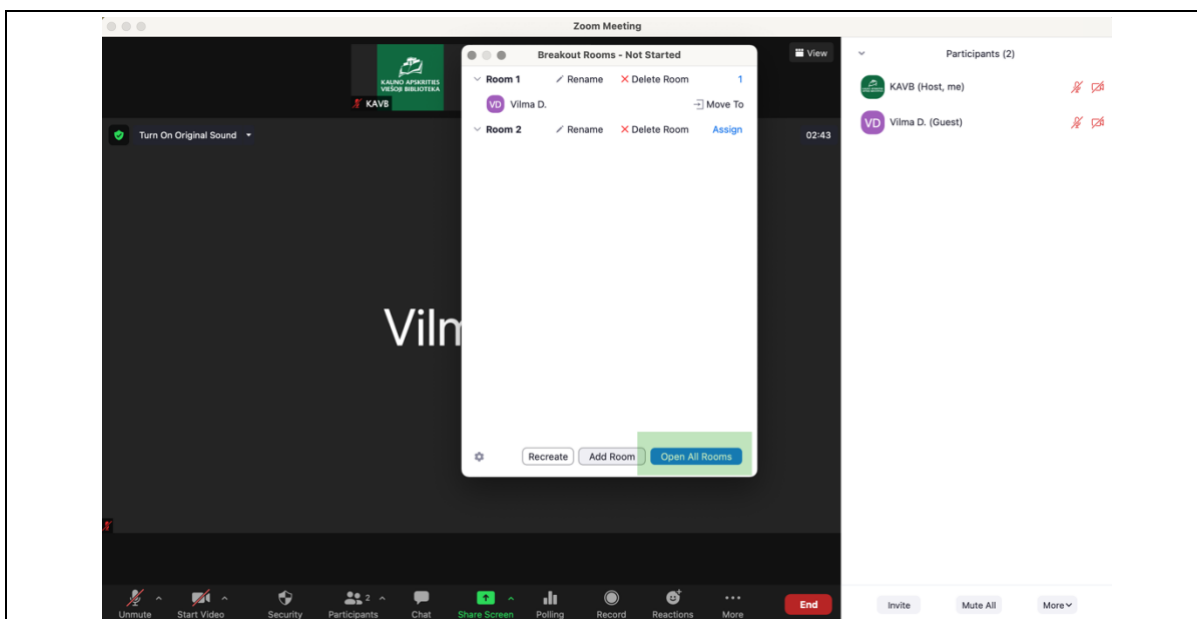 Zoom Meeting
KAUNO APSKRITIES
VIEŠOJI BIBLIOTEKA
KAVB
Turn On Original Sound
Viln
Breakout Rooms - Not Started
Room 1 Rename Delete Room 1
VD Vilma D. Move To
Room 2 Rename Delete Room Assign
Recreate Add Room Open All Rooms
View
02:43
Participants (2)
KAVB (Host, me)
VD Vilma D. (Guest)
Unmute Start Video Security Participants 2 Chat Share Screen Polling Record Reactions More End
Invite Mute All More